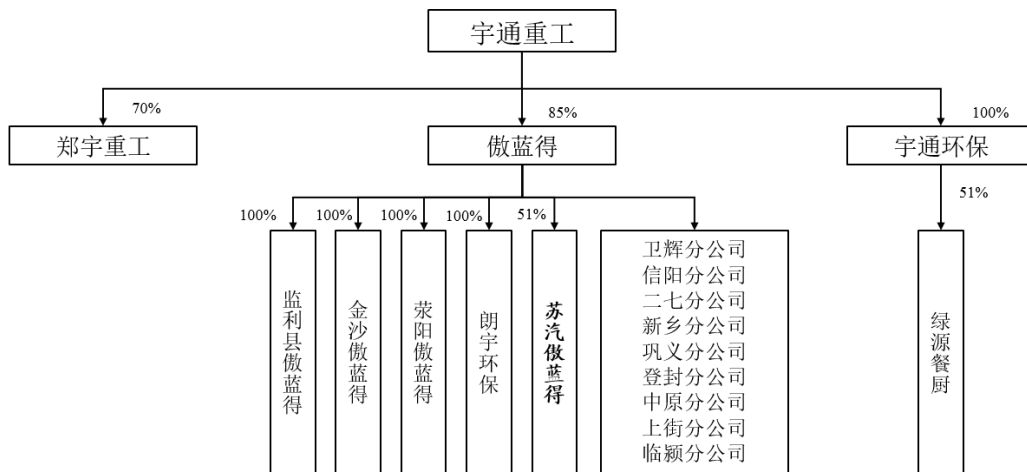 宇通重工
70%
85%
100%
郑宇重工
傲蓝得
宇通环保
100%
100%
100%
100%
51%
51%
监利县傲蓝得
金沙傲蓝得
荥阳傲蓝得
朗宇环保
苏汽傲蓝得
卫辉分公司
信阳分公司
二七分公司
新乡分公司
巩义分公司
登封分公司
中原分公司
上街分公司
临颍分公司
绿源餐厨